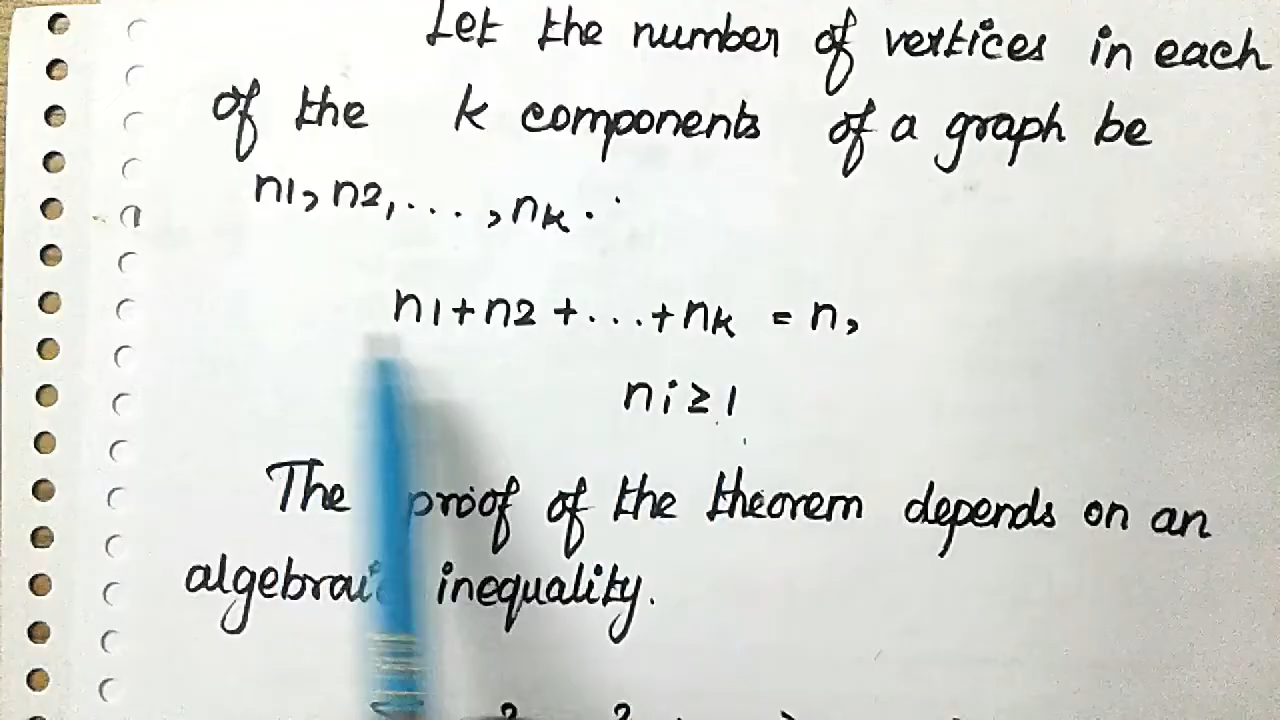 Let the number of vertices in each
of the k components of a graph be
n1, n2, ..., nk.
n1+n2+...+nk = n,
ni ≥ 1
The proof of the theorem depends on an
inequality.